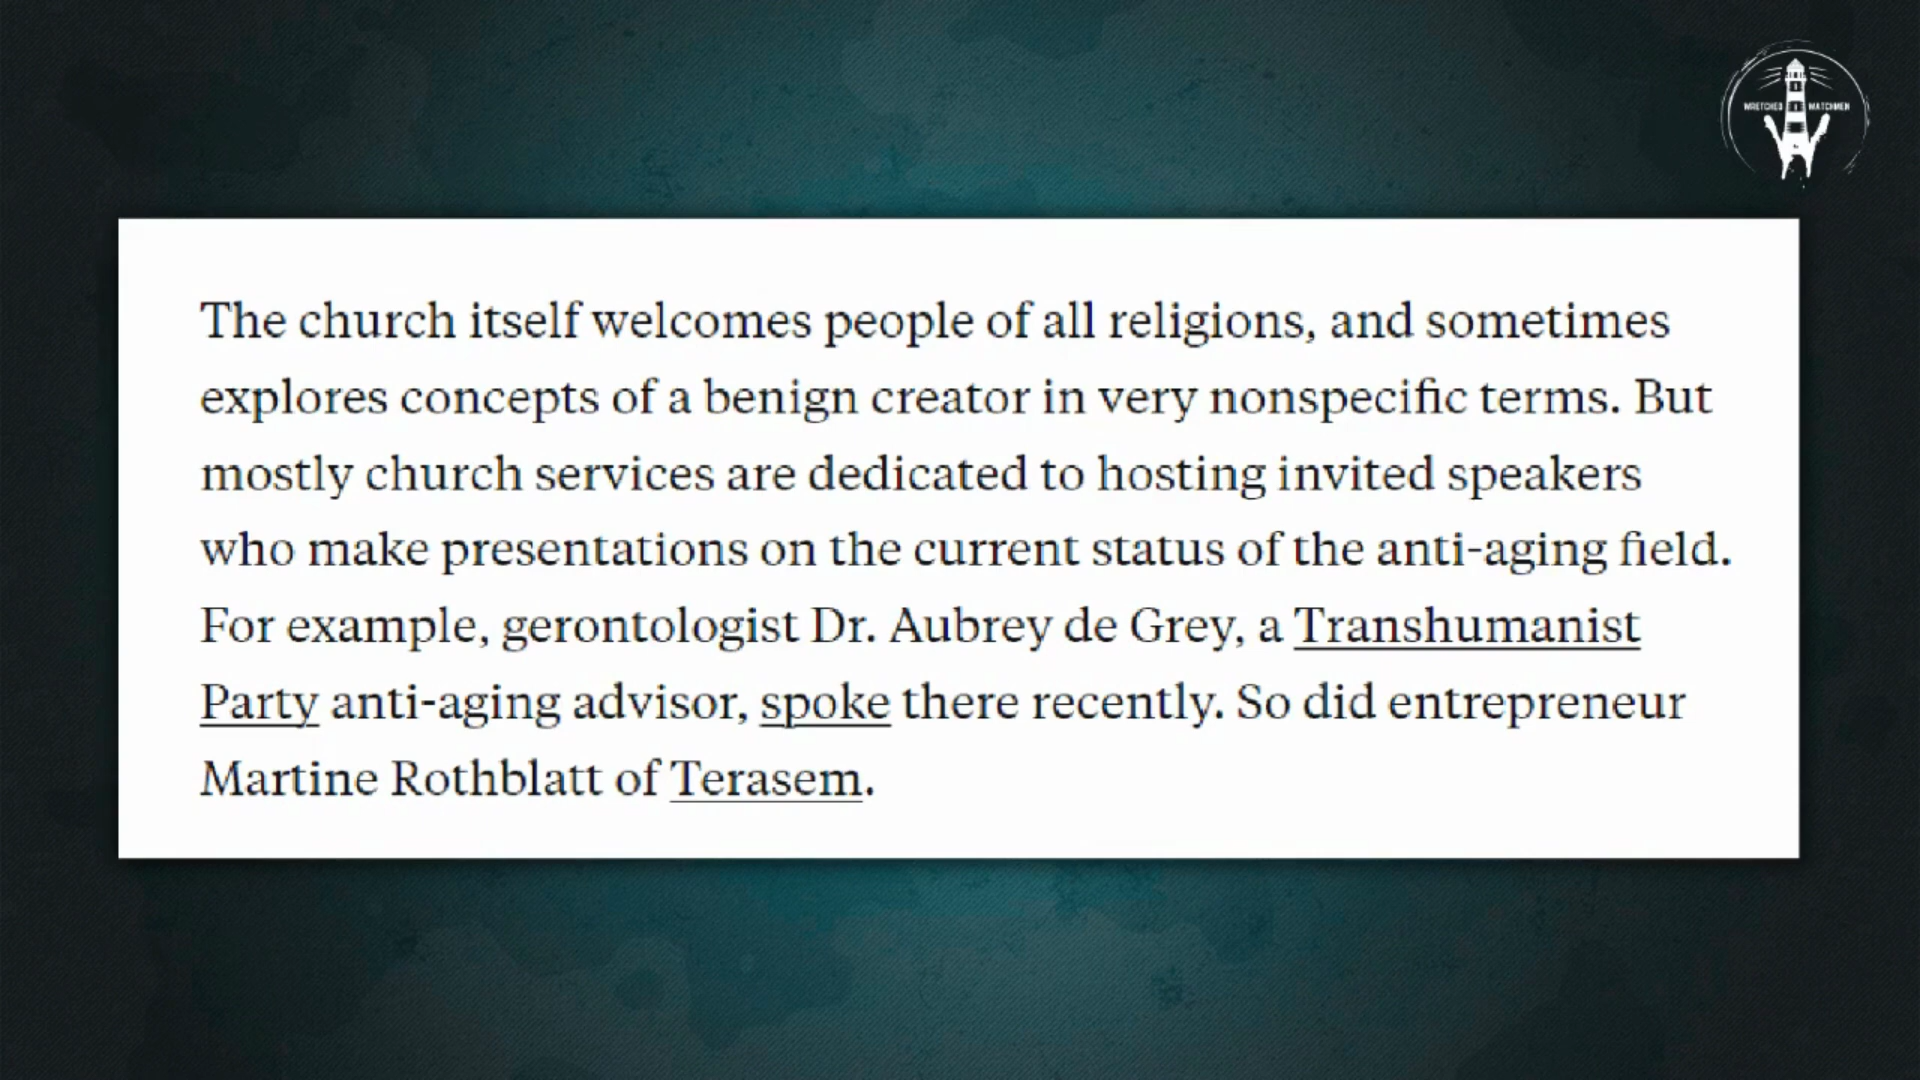 WRETCHED WATCHMEN
The church itself welcomes people of all religions, and sometimes
explores concepts of a benign creator in very nonspecific terms. But
mostly church services are dedicated to hosting invited speakers
who make presentations on the current status of the anti-aging field.
For example, gerontologist Dr. Aubrey de Grey, a Transhumanist
Party anti-aging advisor, spoke there recently. So did entrepreneur
Martine Rothblatt of Terasem.